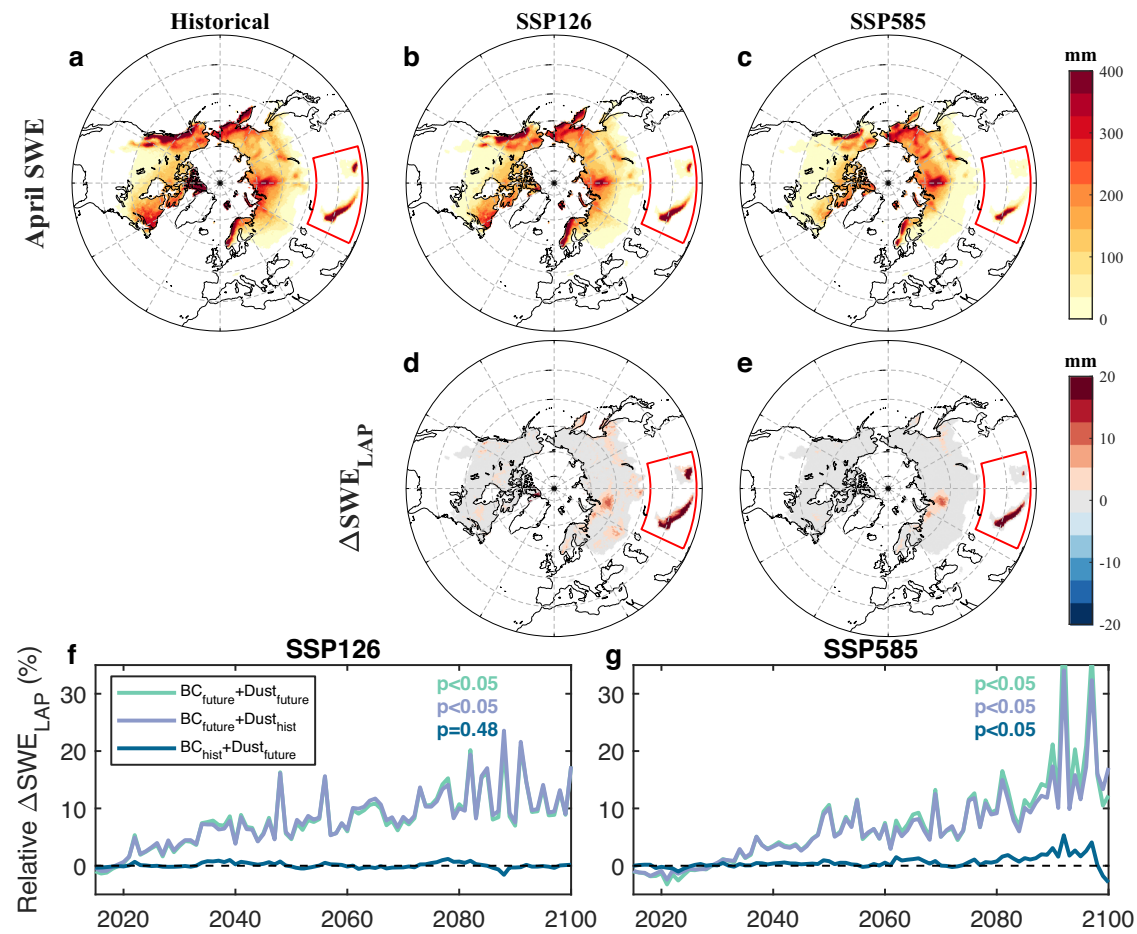 Historical
SSP126
SSP585
a
b
c
mm
400
300
200
100
0
April SWE
d
e
mm
20
10
0
-10
-20
ΔSWE_LAP
f
SSP126
g
SSP585
Relative ΔSWE_LAP (%)
30
20
10
0
BC_future+Dust_future
BC_future+Dust_hist
BC_hist+Dust_future
p<0.05
p<0.05
p=0.48
2020
2040
2060
2080
2100
30
20
10
0
p<0.05
p<0.05
p<0.05
2020
2040
2060
2080
2100